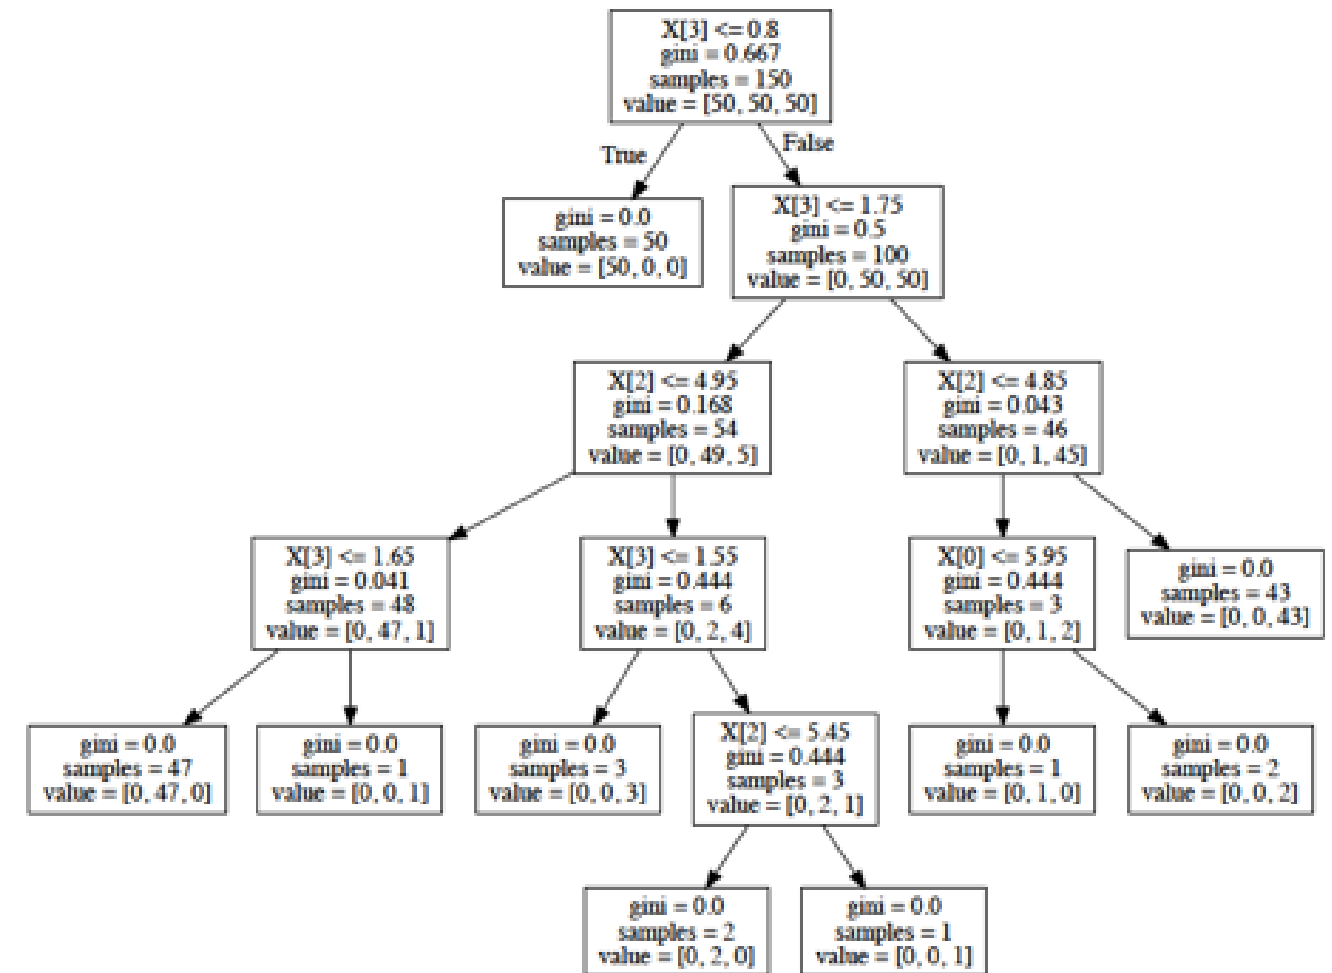 X[3] <= 0.8
gini = 0.667
samples = 150
value = [50, 50, 50]
True
False
gini = 0.0
samples = 50
value = [50, 0, 0]
X[3] <= 1.75
gini = 0.5
samples = 100
value = [0, 50, 50]
X[2] <= 4.95
gini = 0.168
samples = 54
value = [0, 49, 5]
X[2] <= 4.85
gini = 0.043
samples = 46
value = [0, 1, 45]
X[3] <= 1.65
gini = 0.041
samples = 48
value = [0, 47, 1]
X[3] <= 1.55
gini = 0.444
samples = 6
value = [0, 2, 4]
X[0] <= 5.95
gini = 0.444
samples = 3
value = [0, 1, 2]
gini = 0.0
samples = 43
value = [0, 0, 43]
gini = 0.0
samples = 47
value = [0, 47, 0]
gini = 0.0
samples = 1
value = [0, 0, 1]
gini = 0.0
samples = 3
value = [0, 0, 3]
X[2] <= 5.45
gini = 0.444
samples = 3
value = [0, 2, 1]
gini = 0.0
samples = 1
value = [0, 1, 0]
gini = 0.0
samples = 2
value = [0, 0, 2]
gini = 0.0
samples = 2
value = [0, 2, 0]
gini = 0.0
samples = 1
value = [0, 0, 1]